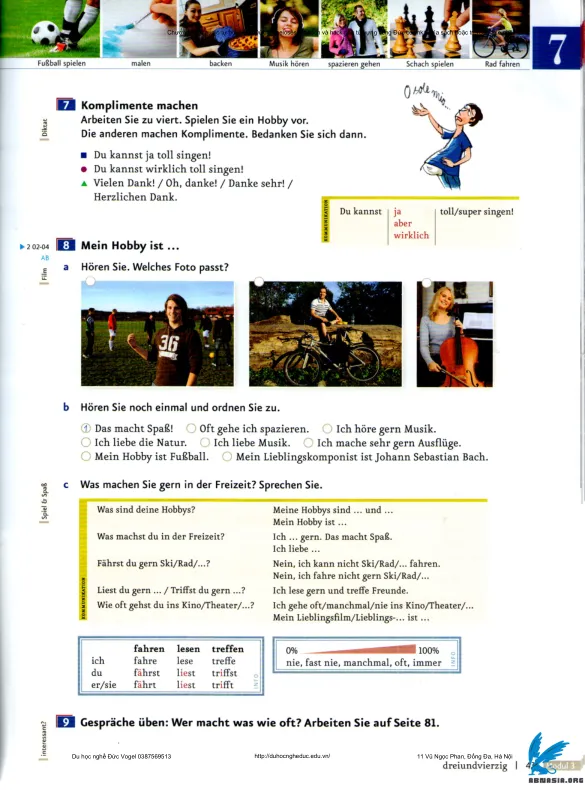 Fußball spielen
malen
backen
Musik hören
spazieren gehen
Schach spielen
Rad fahren
7
7 Komplimente machen
Arbeiten Sie zu viert. Spielen Sie ein Hobby vor.
Die anderen machen Komplimente. Bedanken Sie sich dann.
Diktat
Du kannst ja toll singen!
Du kannst wirklich toll singen!
Vielen Dank! / Oh, danke! / Danke sehr! /
Herzlichen Dank.
O sole mio...
KOMMUNIKATION
Du kannst ja toll/super singen!
aber
wirklich
2 02-04
AB
Film
8 Mein Hobby ist ...
a Hören Sie. Welches Foto passt?
36
b Hören Sie noch einmal und ordnen Sie zu.
1 Das macht Spaß! Oft gehe ich spazieren. Ich höre gern Musik.
Ich liebe die Natur. Ich liebe Musik. Ich mache sehr gern Ausflüge.
Mein Hobby ist Fußball. Mein Lieblingskomponist ist Johann Sebastian Bach.
Spiel & Spaß
c Was machen Sie gern in der Freizeit? Sprechen Sie.
KOMMUNIKATION
Was sind deine Hobbys? Meine Hobbys sind ... und ...
Mein Hobby ist ...
Was machst du in der Freizeit? Ich ... gern. Das macht Spaß.
Ich liebe ...
Fährst du gern Ski/Rad/...? Nein, ich kann nicht Ski/Rad/... fahren.
Nein, ich fahre nicht gern Ski/Rad/...
Liest du gern ... / Triffst du gern ...? Ich lese gern und treffe Freunde.
Wie oft gehst du ins Kino/Theater/...? Ich gehe oft/manchmal/nie ins Kino/Theater/...
Mein Lieblingsfilm/Lieblings-... ist ...
fahren lesen treffen
ich fahre lese treffe
du fährst liest triffst
er/sie fährt liest trifft
INFO
0% 100%
nie, fast nie, manchmal, oft, immer
INFO
interessant?
9 Gespräche üben: Wer macht was wie oft? Arbeiten Sie auf Seite 81.
Du học nghề Đức Vogel 0387569513
http://duhocngheduc.edu.vn/
11 Vũ Ngọc Phan, Đống Đa, Hà Nội
dreiundvierzig | Modul 3